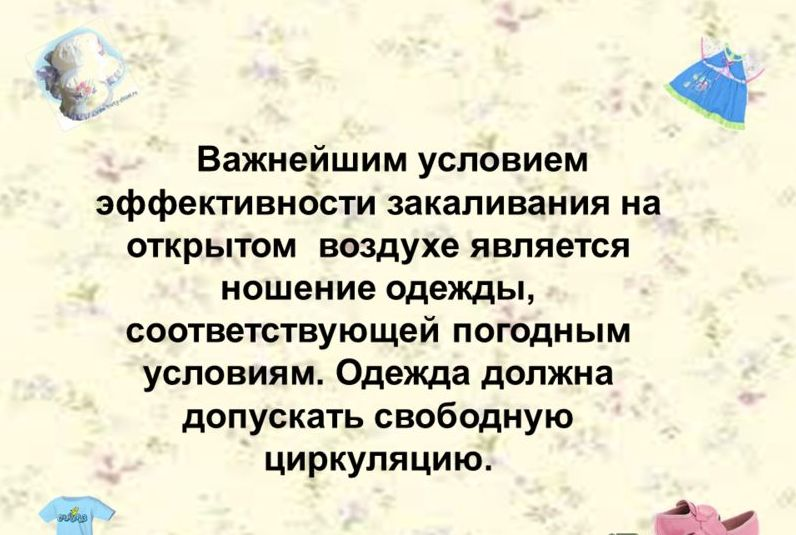 Важнейшим условием
эффективности закаливания на
открытом воздухе является
ношение одежды,
соответствующей погодным
условиям. Одежда должна
допускать свободную
циркуляцию.